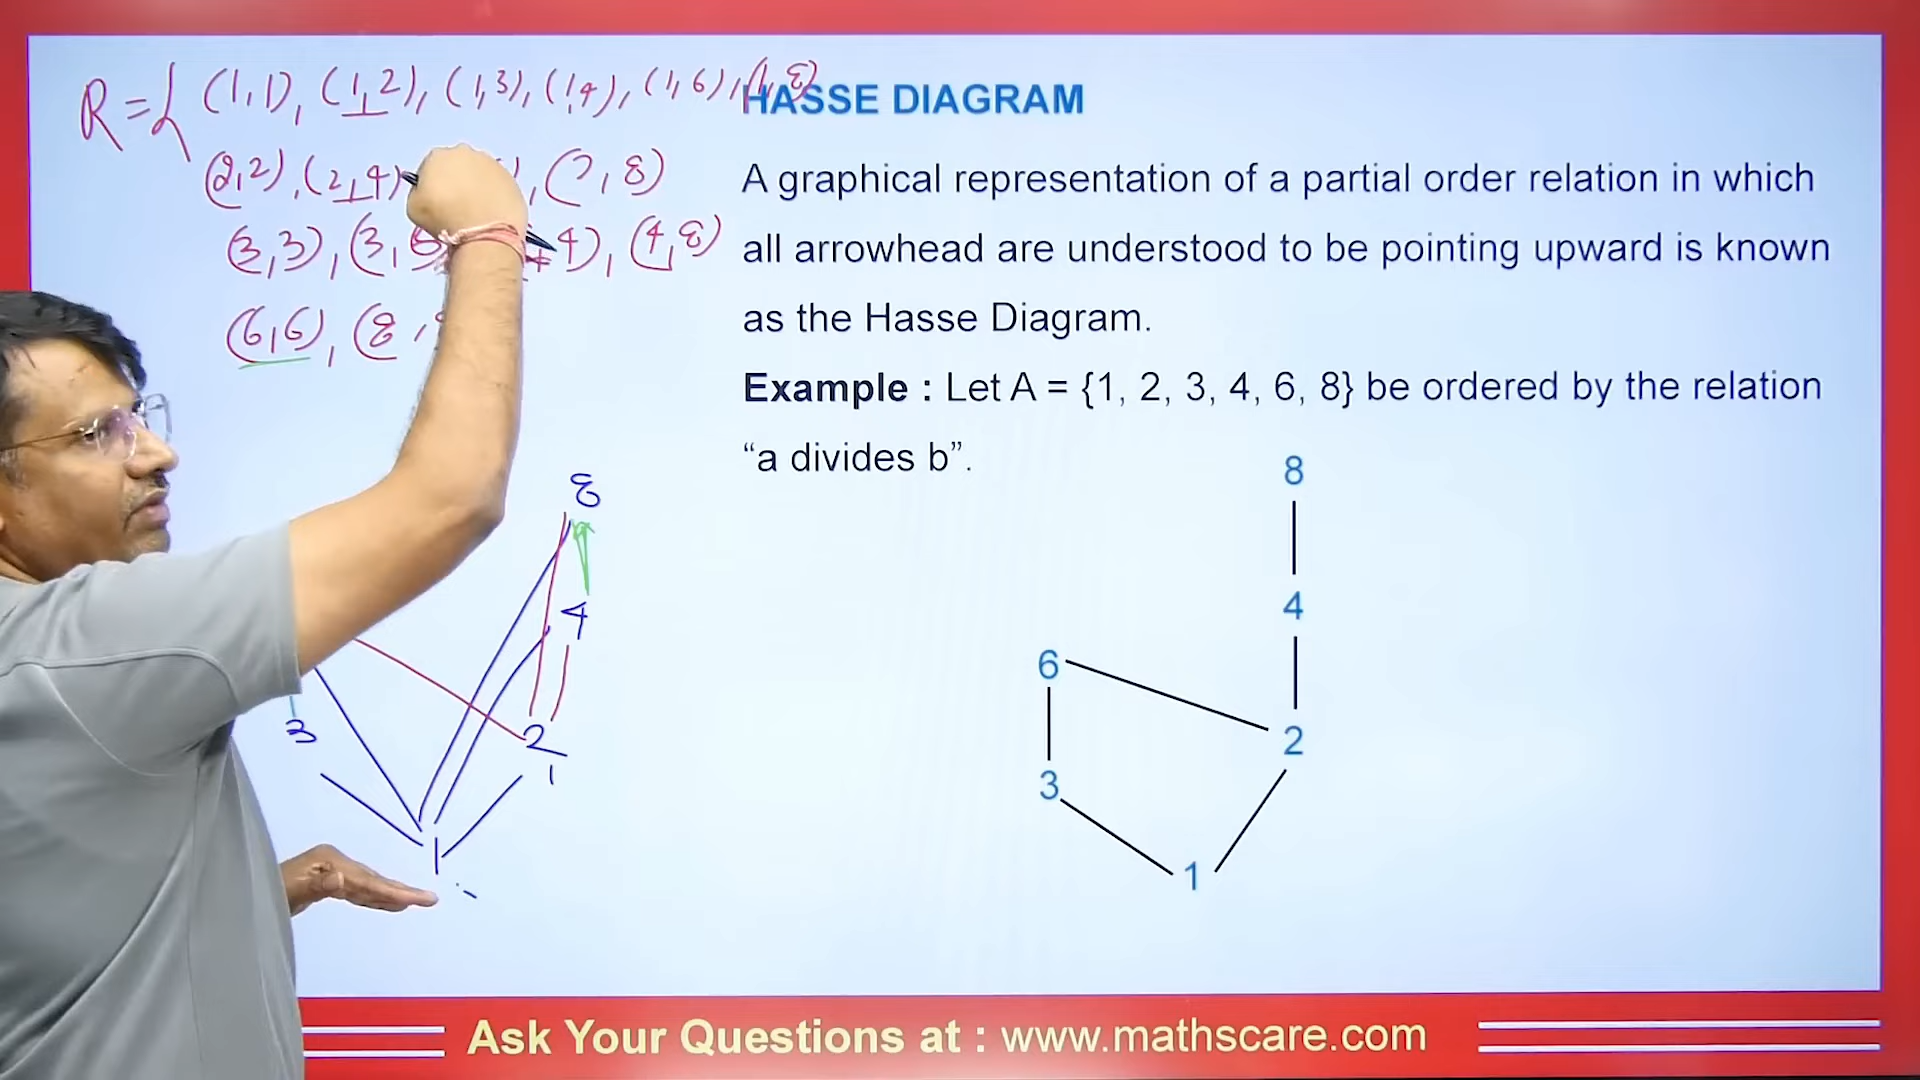 R = { (1,1), (1,2), (1,3), (1,4), (1,6), (1,8)
(2,2), (2,4) , (2,8)
(3,3), (3, 4), (4,8)
(6,6), (8,
8
4
3
2
1
HASSE DIAGRAM
A graphical representation of a partial order relation in which
all arrowhead are understood to be pointing upward is known
as the Hasse Diagram.
Example : Let A = {1, 2, 3, 4, 6, 8} be ordered by the relation
“a divides b”.
8
4
6
2
3
1
Ask Your Questions at : www.mathscare.com